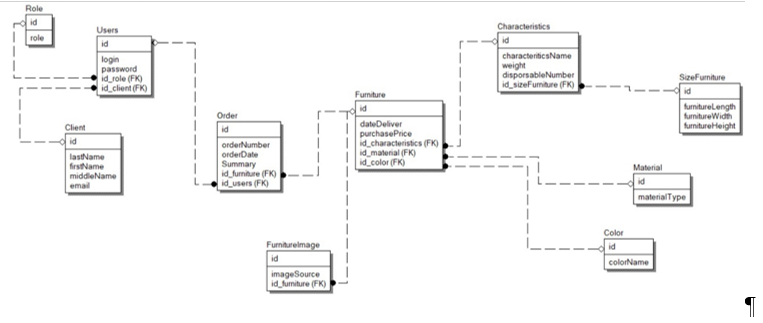 Role
id
role
Users
id
login
password
id_role (FK)
id_client (FK)
Client
id
lastName
firstName
middleName
email
Order
id
orderNumber
orderDate
Summary
id_furniture (FK)
id_users (FK)
Furniture
id
dateDeliver
purchasePrice
id_characteristics (FK)
id_material (FK)
id_color (FK)
FurnitureImage
id
imageSource
id_furniture (FK)
Characteristics
id
characteriticsName
weight
disporsableNumber
id_sizeFurniture (FK)
SizeFurniture
id
furnitureLength
furnitureWidth
furnitureHeight
Material
id
materialType
Color
id
colorName
¶